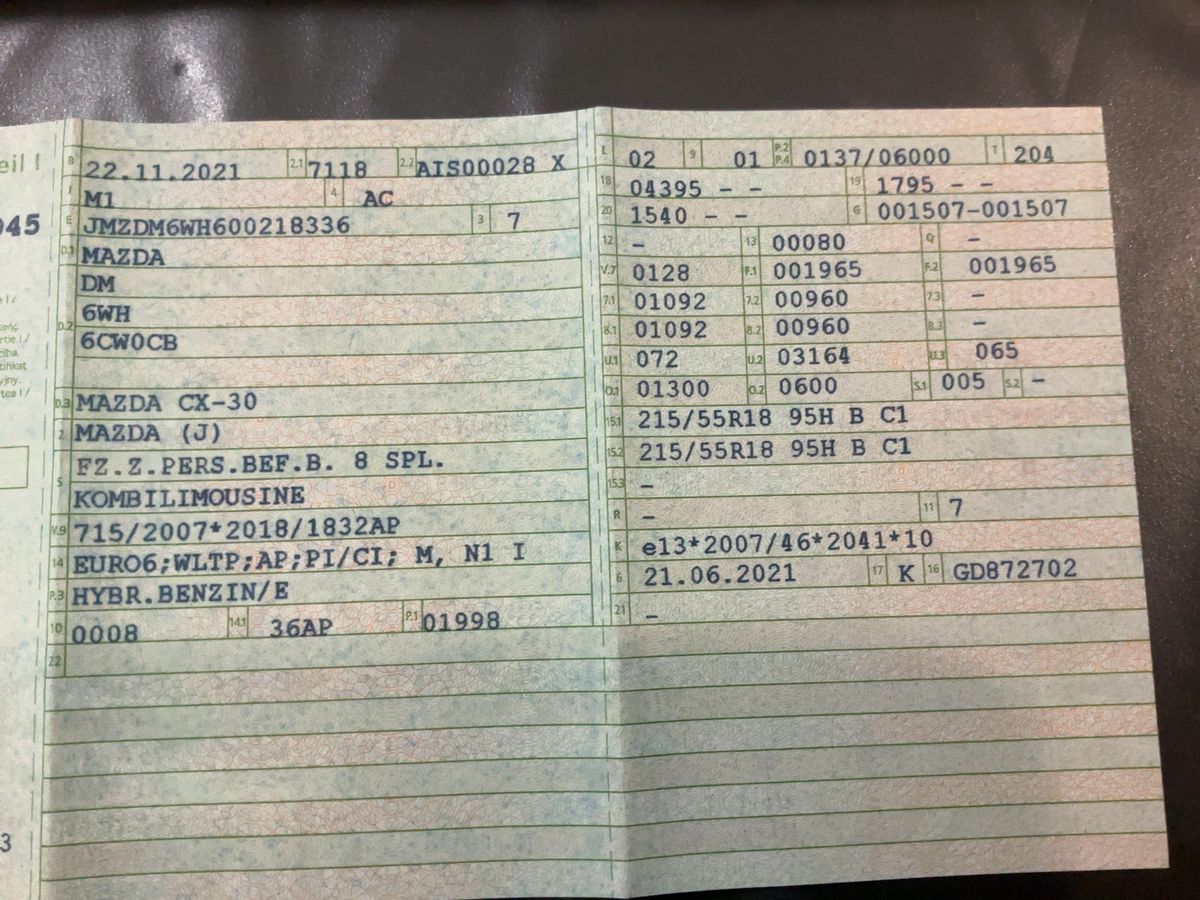 eil I
B 22.11.2021 2.1 7118 2.2 AIS00028 X
J M1 4 AC
945
E JMZDM6WH600218336 3 7
D.1 MAZDA
DM
6WH
D.2 6CW0CB
D.3 MAZDA CX-30
2 MAZDA (J)
FZ.Z.PERS.BEF.B. 8 SPL.
5 KOMBILIMOUSINE
V.9 715/2007*2018/1832AP
14 EURO6;WLTP;AP;PI/CI; M, N1 I
P.3 HYBR.BENZIN/E
10 0008 14.1 36AP P.1 01998
22
3
L 02 9 01 P.2 P.4 0137/06000 T 204
18 04395 - - 19 1795 - -
20 1540 - - G 001507-001507
12 - 13 00080 Q -
V.7 0128 F.1 001965 F.2 001965
7.1 01092 7.2 00960 7.3 -
8.1 01092 8.2 00960 8.3 -
U.1 072 U.2 03164 U.3 065
O.1 01300 O.2 0600 S.1 005 S.2 -
15.1 215/55R18 95H B C1
15.2 215/55R18 95H B C1
15.3 -
R - 11 7
K e13*2007/46*2041*10
6 21.06.2021 17 K 16 GD872702
21 -